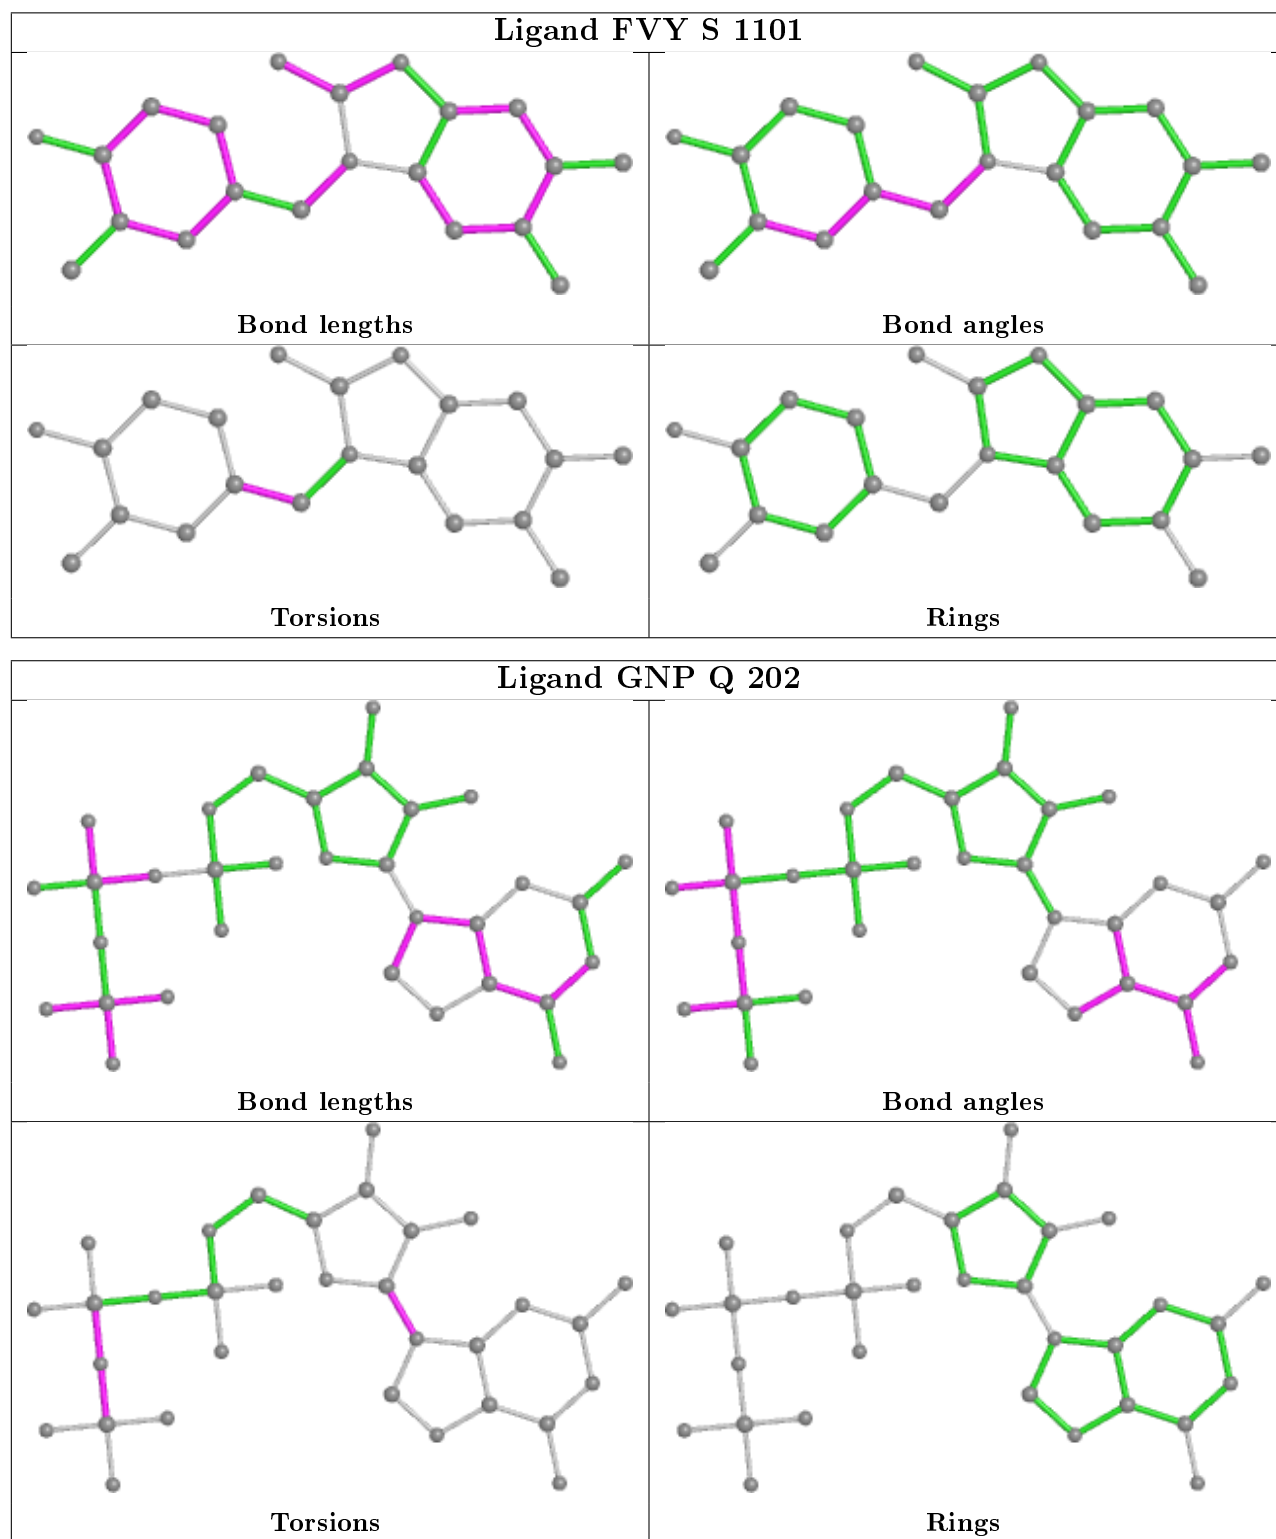 Ligand FVY S 1101
Bond lengths
Bond angles
Torsions
Rings
Ligand GNP Q 202
Bond lengths
Bond angles
Torsions
Rings